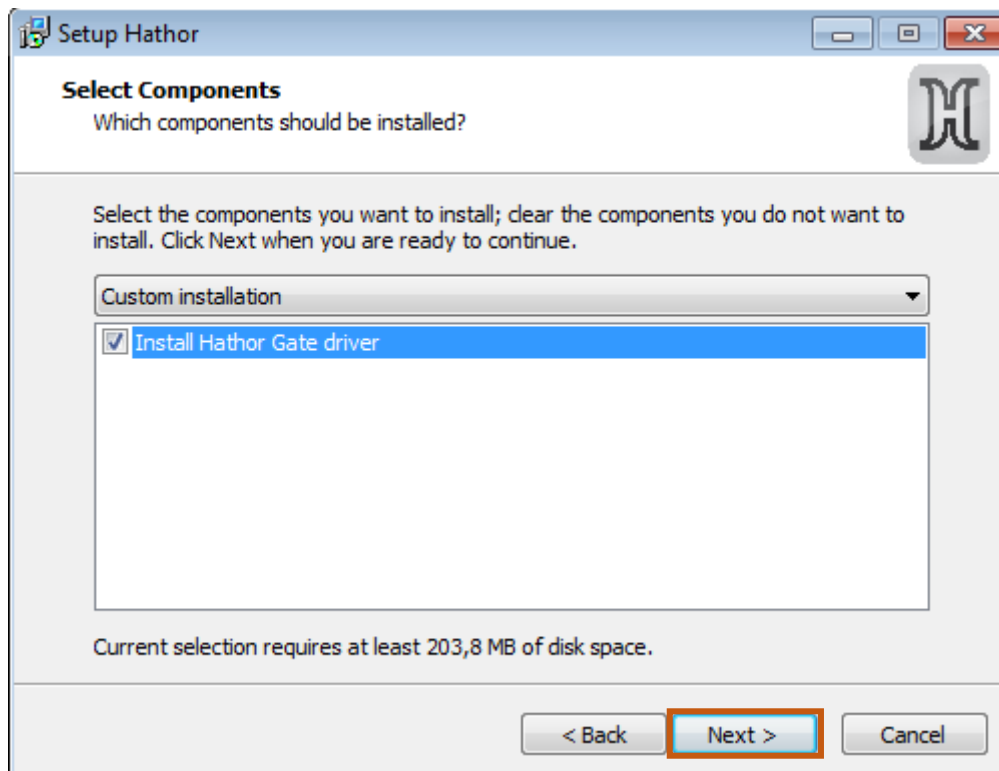 Setup Hathor
Select Components
Which components should be installed?
Select the components you want to install; clear the components you do not want to
install. Click Next when you are ready to continue.
Custom installation
Install Hathor Gate driver
Current selection requires at least 203,8 MB of disk space.
< Back
Next >
Cancel